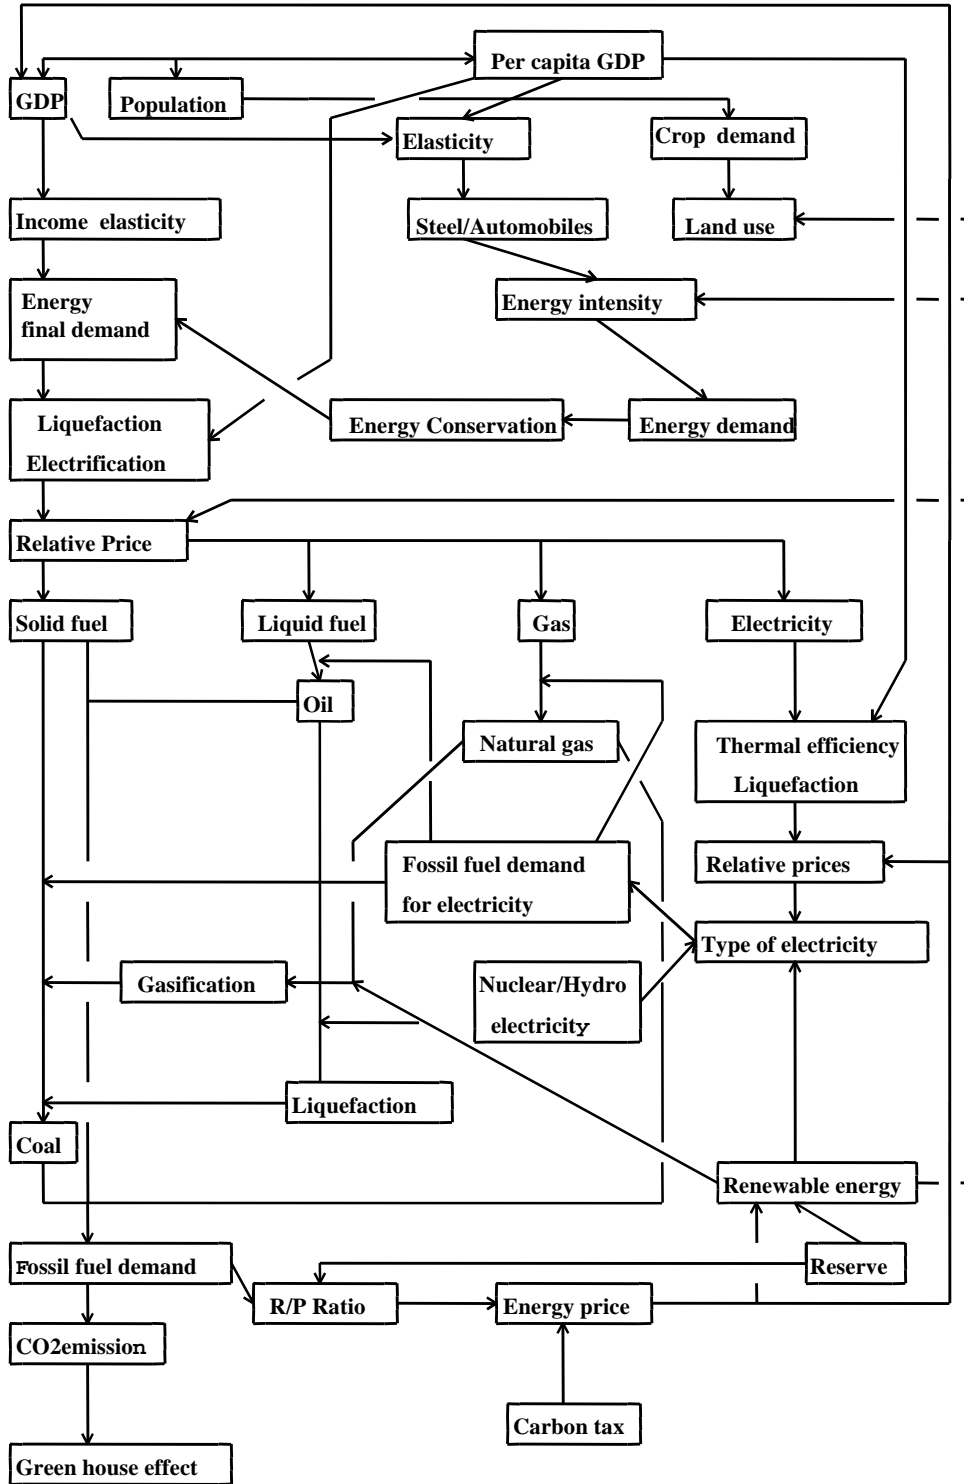 Per capita GDP
GDP
Population
Elasticity
Crop demand
Income elasticity
Steel/Automobiles
Land use
Energy
final demand
Energy intensity
Liquefaction
Electrification
Energy Conservation
Energy demand
Relative Price
Solid fuel
Liquid fuel
Gas
Electricity
Oil
Natural gas
Thermal efficiency
Liquefaction
Fossil fuel demand
for electricity
Relative prices
Type of electricity
Gasification
Nuclear/Hydro
electricity
Liquefaction
Coal
Renewable energy
Fossil fuel demand
Reserve
R/P Ratio
Energy price
CO2emission
Carbon tax
Green house effect